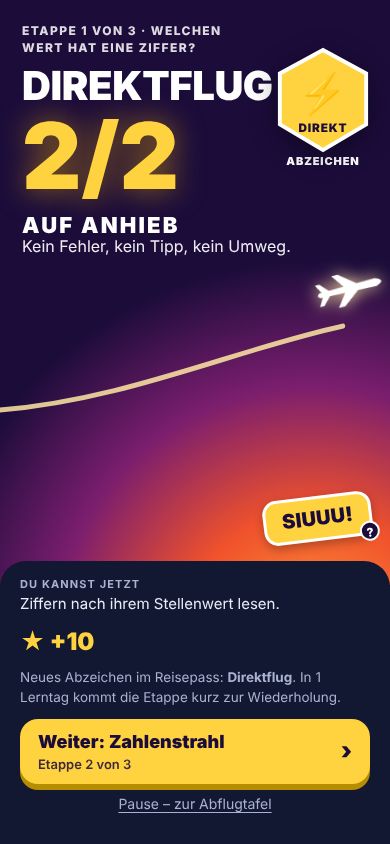 ETAPPE 1 VON 3 · WELCHEN
WERT HAT EINE ZIFFER?
DIREKTFLUG
DIREKT
ABZEICHEN
2/2
AUF ANHIEB
Kein Fehler, kein Tipp, kein Umweg.
SIUUU!
?
DU KANNST JETZT
Ziffern nach ihrem Stellenwert lesen.
★ +10
Neues Abzeichen im Reisepass: Direktflug. In 1
Lerntag kommt die Etappe kurz zur Wiederholung.
Weiter: Zahlenstrahl
Etappe 2 von 3
›
Pause – zur Abflugtafel